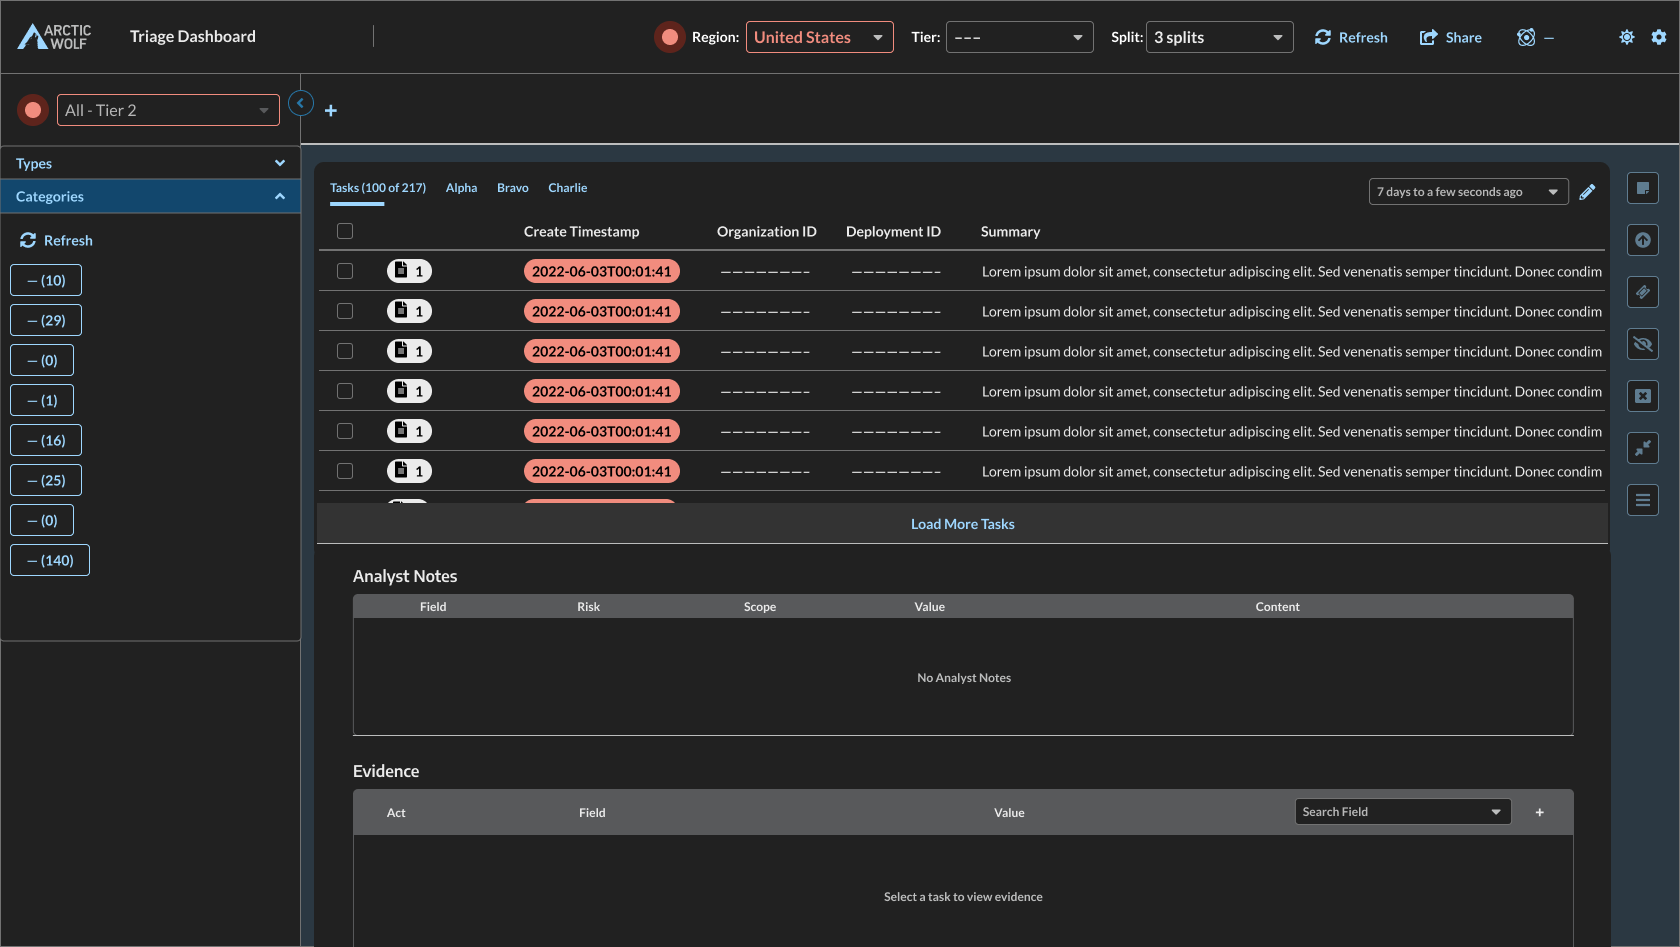 ARCTIC
WOLF
Triage Dashboard
Region: United States
Tier: ---
Split: 3 splits
Refresh
Share
–
All - Tier 2
+
Types
Categories
Refresh
– (10)
– (29)
– (0)
– (1)
– (16)
– (25)
– (0)
– (140)
Tasks (100 of 217) Alpha Bravo Charlie
7 days to a few seconds ago
Create Timestamp Organization ID Deployment ID Summary
1 2022-06-03T00:01:41 –––––––– –––––––– Lorem ipsum dolor sit amet, consectetur adipiscing elit. Sed venenatis semper tincidunt. Donec condim
1 2022-06-03T00:01:41 –––––––– –––––––– Lorem ipsum dolor sit amet, consectetur adipiscing elit. Sed venenatis semper tincidunt. Donec condim
1 2022-06-03T00:01:41 –––––––– –––––––– Lorem ipsum dolor sit amet, consectetur adipiscing elit. Sed venenatis semper tincidunt. Donec condim
1 2022-06-03T00:01:41 –––––––– –––––––– Lorem ipsum dolor sit amet, consectetur adipiscing elit. Sed venenatis semper tincidunt. Donec condim
1 2022-06-03T00:01:41 –––––––– –––––––– Lorem ipsum dolor sit amet, consectetur adipiscing elit. Sed venenatis semper tincidunt. Donec condim
1 2022-06-03T00:01:41 –––––––– –––––––– Lorem ipsum dolor sit amet, consectetur adipiscing elit. Sed venenatis semper tincidunt. Donec condim
Load More Tasks
Analyst Notes
Field Risk Scope Value Content
No Analyst Notes
Evidence
Act Field Value Search Field +
Select a task to view evidence